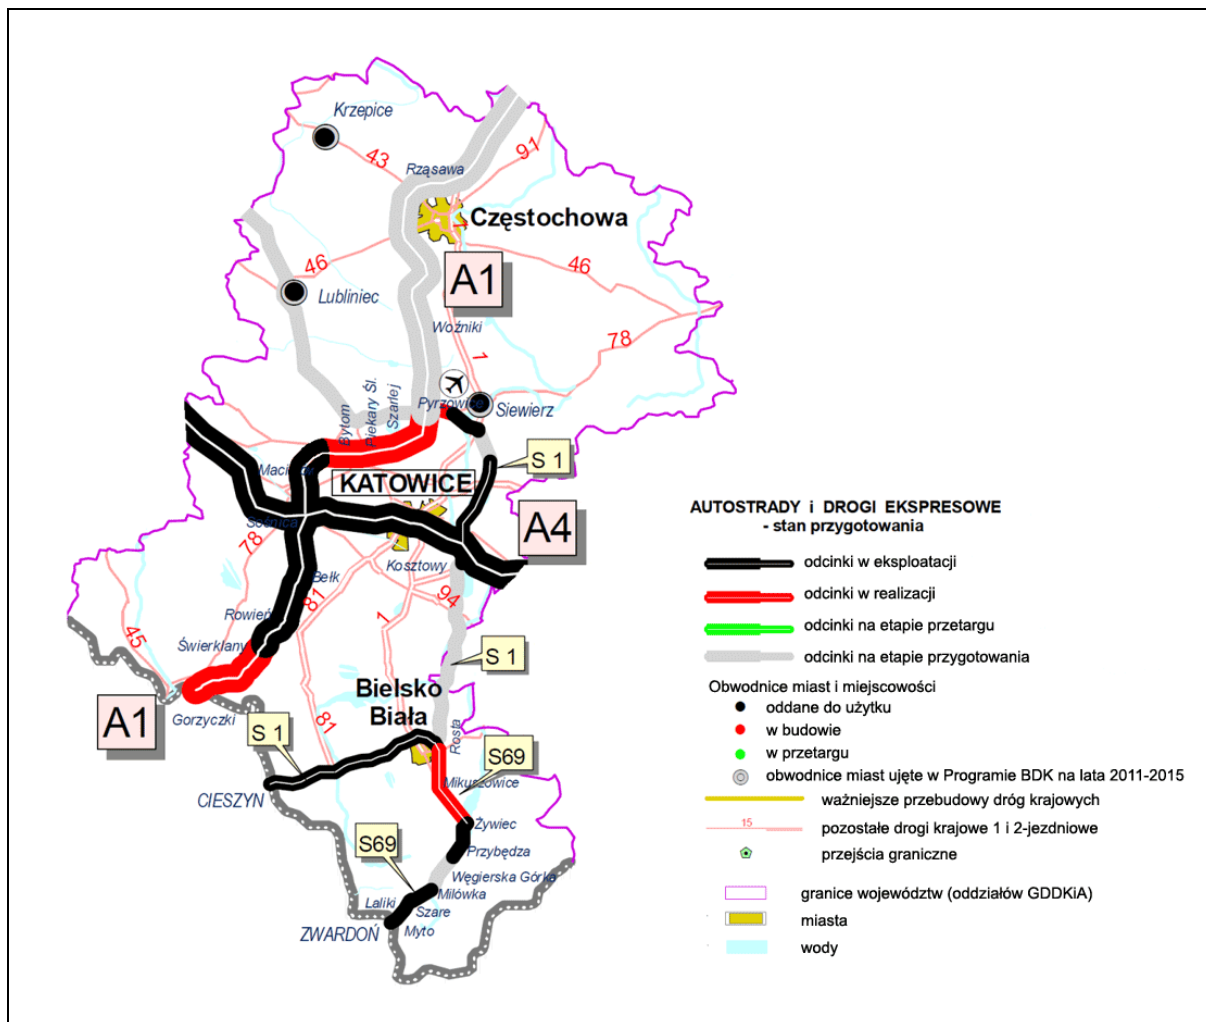 Krzepice
43
91
Rząsawa
Częstochowa
1
46
46
A1
Lubliniec
Woźniki
78
1
Bytom
Piekary Śl.
Szarlej
Pyrzowice
Siewierz
S 1
KATOWICE
A4
Sośnica
78
Kosztowy
Bełk
81
94
Rowień
1
45
Świerklany
S 1
Bielsko
Biała
A1
Gorzyczki
81
S 1
Rosta
S69
Mikuszowice
CIESZYN
Żywiec
S69
Przybędza
Węgierska Górka
Milówka
Laliki
Szare
ZWARDOŃ
Myto
AUTOSTRADY i DROGI EKSPRESOWE
- stan przygotowania
odcinki w eksploatacji
odcinki w realizacji
odcinki na etapie przetargu
odcinki na etapie przygotowania
Obwodnice miast i miejscowości
oddane do użytku
w budowie
w przetargu
obwodnice miast ujęte w Programie BDK na lata 2011-2015
ważniejsze przebudowy dróg krajowych
15
pozostałe drogi krajowe 1 i 2-jezdniowe
przejścia graniczne
granice województw (oddziałów GDDKiA)
miasta
wody